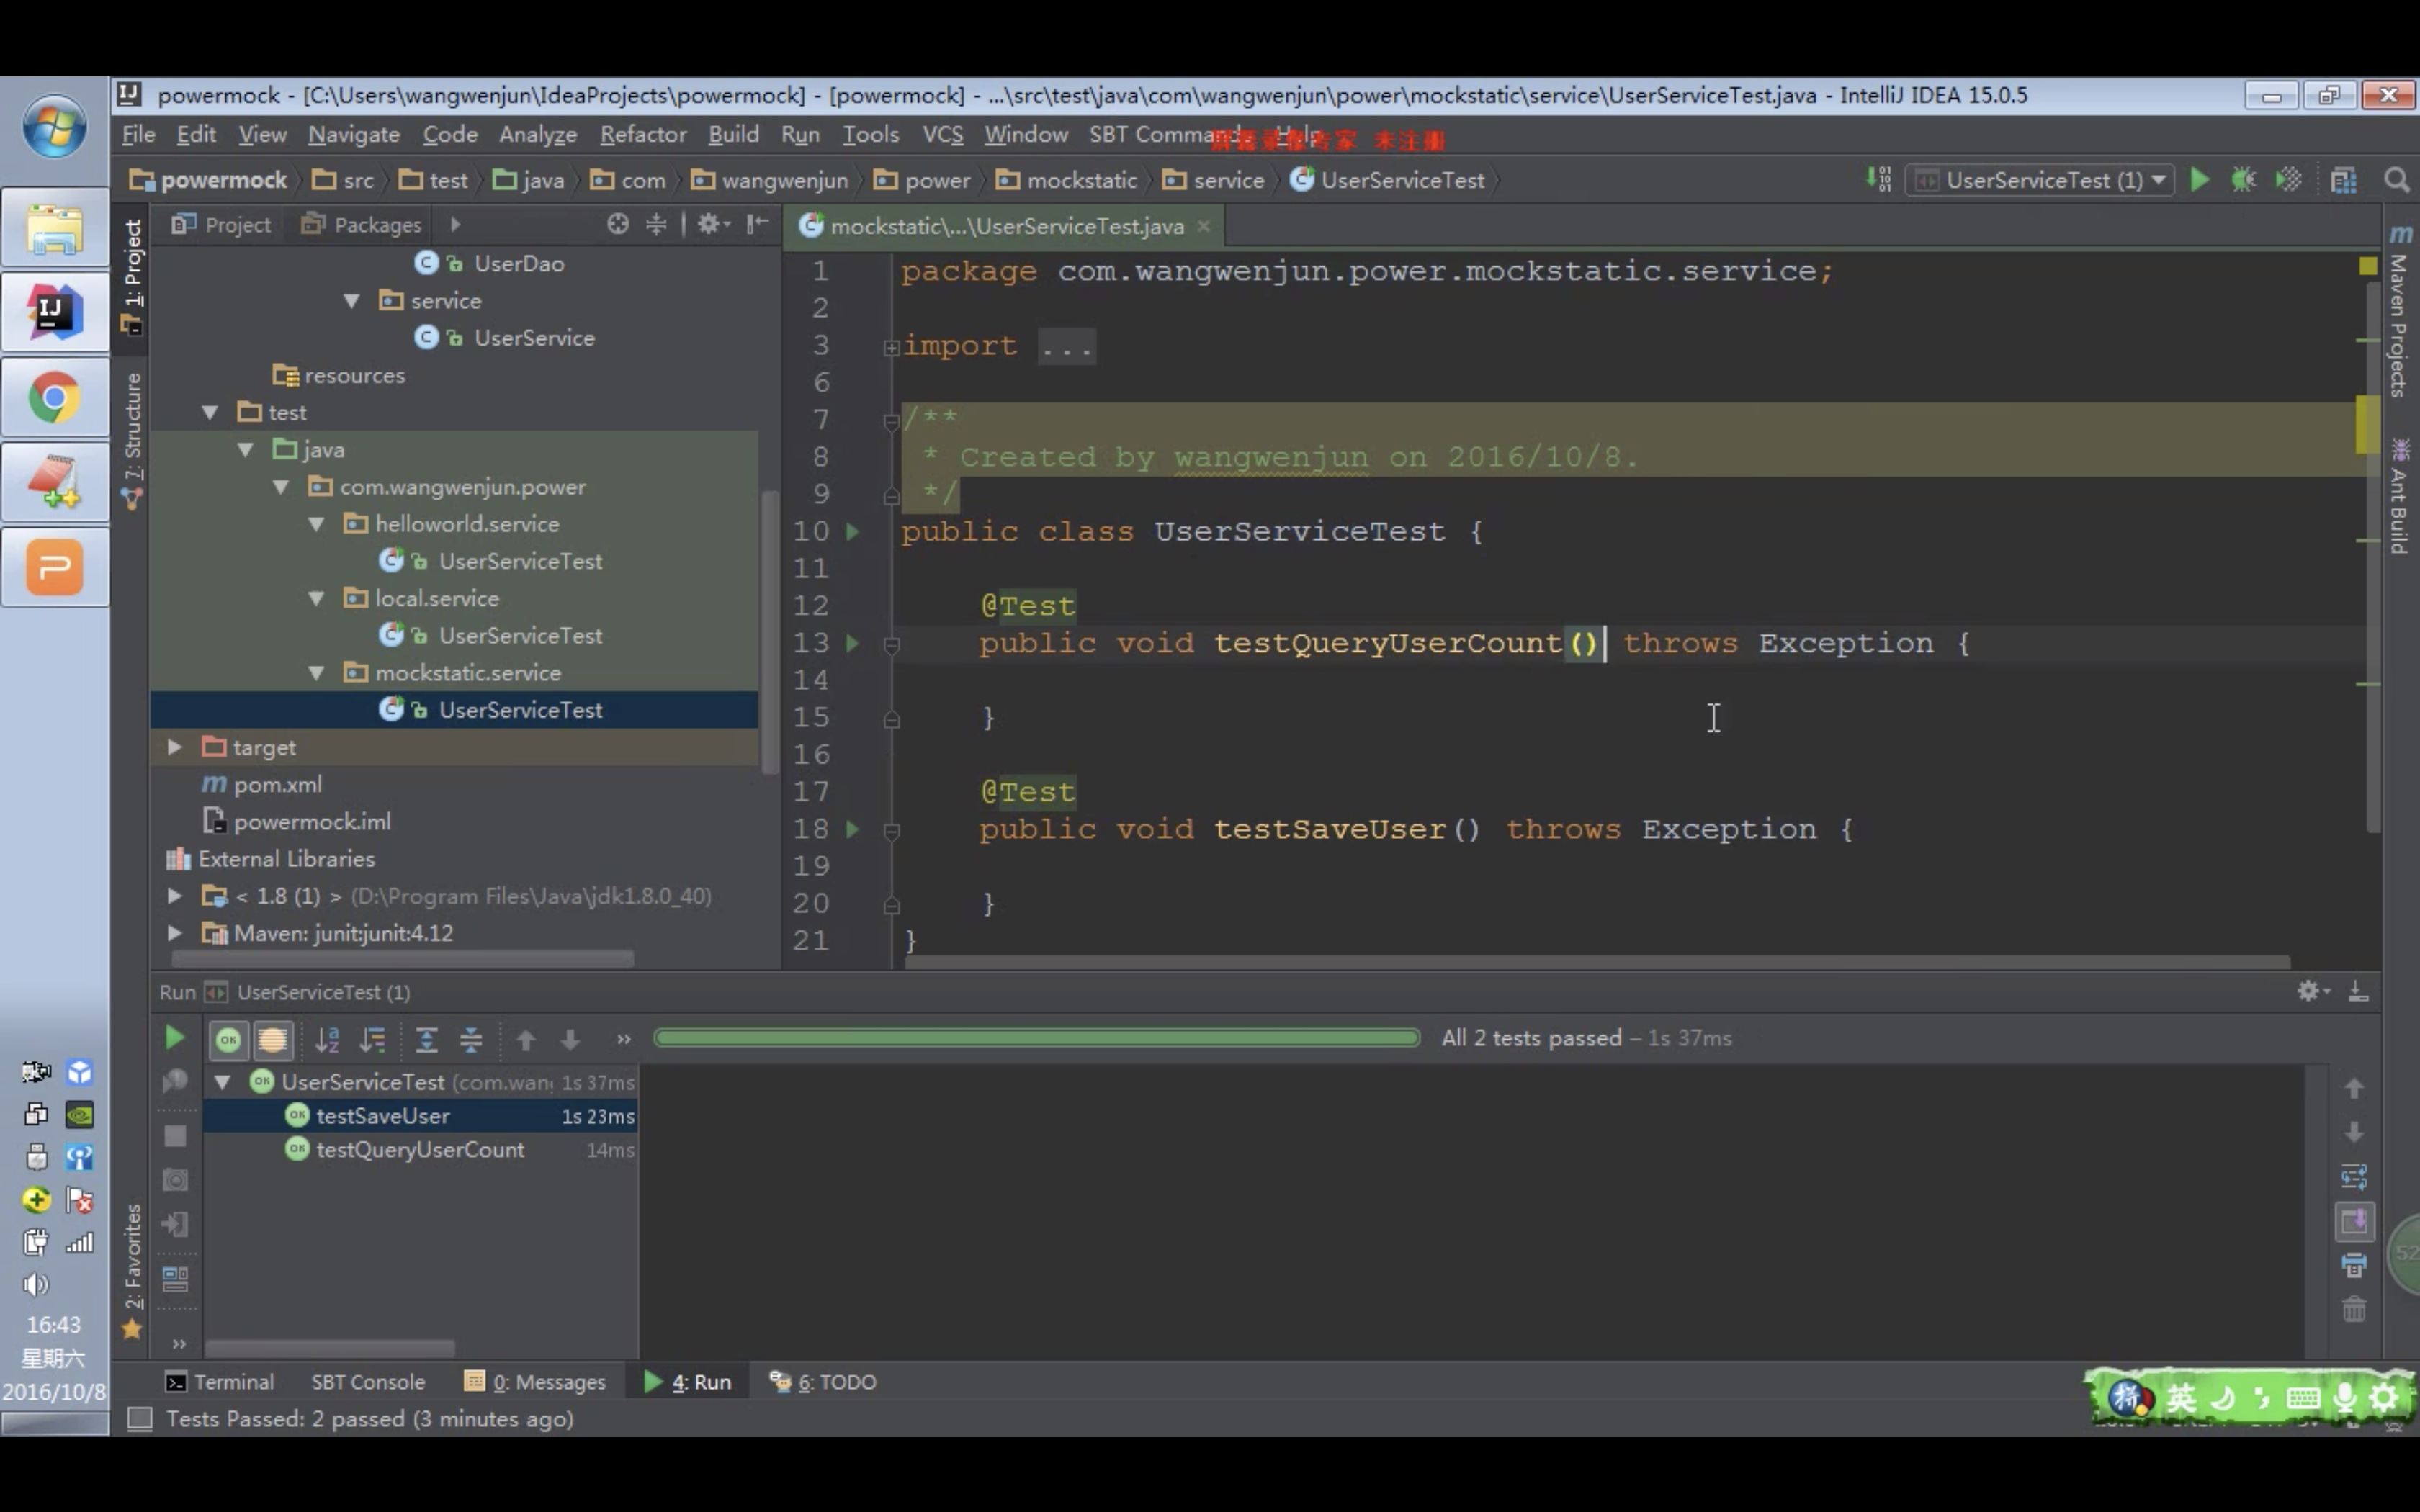 powermock - [C:\Users\wangwenjun\IdeaProjects\powermock] - [powermock] - ...\src\test\java\com\wangwenjun\power\mockstatic\service\UserServiceTest.java - IntelliJ IDEA 15.0.5
File Edit View Navigate Code Analyze Refactor Build Run Tools VCS Window SBT Commands Help
专家 未注册
powermock src test java com wangwenjun power mockstatic service UserServiceTest UserServiceTest (1)
1: Project
7: Structure
2: Favorites
Project Packages
UserDao
service
UserService
resources
test
java
com.wangwenjun.power
helloworld.service
UserServiceTest
local.service
UserServiceTest
mockstatic.service
UserServiceTest
target
pom.xml
powermock.iml
External Libraries
< 1.8 (1) > (D:\Program Files\Java\jdk1.8.0_40)
Maven: junit:junit:4.12
mockstatic\...\UserServiceTest.java
1 package com.wangwenjun.power.mockstatic.service;
2
3 import ...
6
7 /**
8 * Created by wangwenjun on 2016/10/8.
9 */
10 public class UserServiceTest {
11
12 @Test
13 public void testQueryUserCount() throws Exception {
14
15 }
16
17 @Test
18 public void testSaveUser() throws Exception {
19
20 }
21 }
Maven Projects
Ant Build
Run UserServiceTest (1)
All 2 tests passed – 1s 37ms
UserServiceTest (com.wan 1s 37ms
testSaveUser 1s 23ms
testQueryUserCount 14ms
52
Terminal SBT Console 0: Messages 4: Run 6: TODO
Tests Passed: 2 passed (3 minutes ago)
英
16:43
星期六
2016/10/8